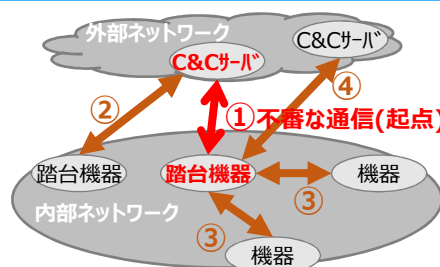 外部ネットワーク
C&Cサーバ
C&Cサーバ
②
④
①不審な通信(起点)
踏台機器
踏台機器
機器
③
内部ネットワーク
③
機器